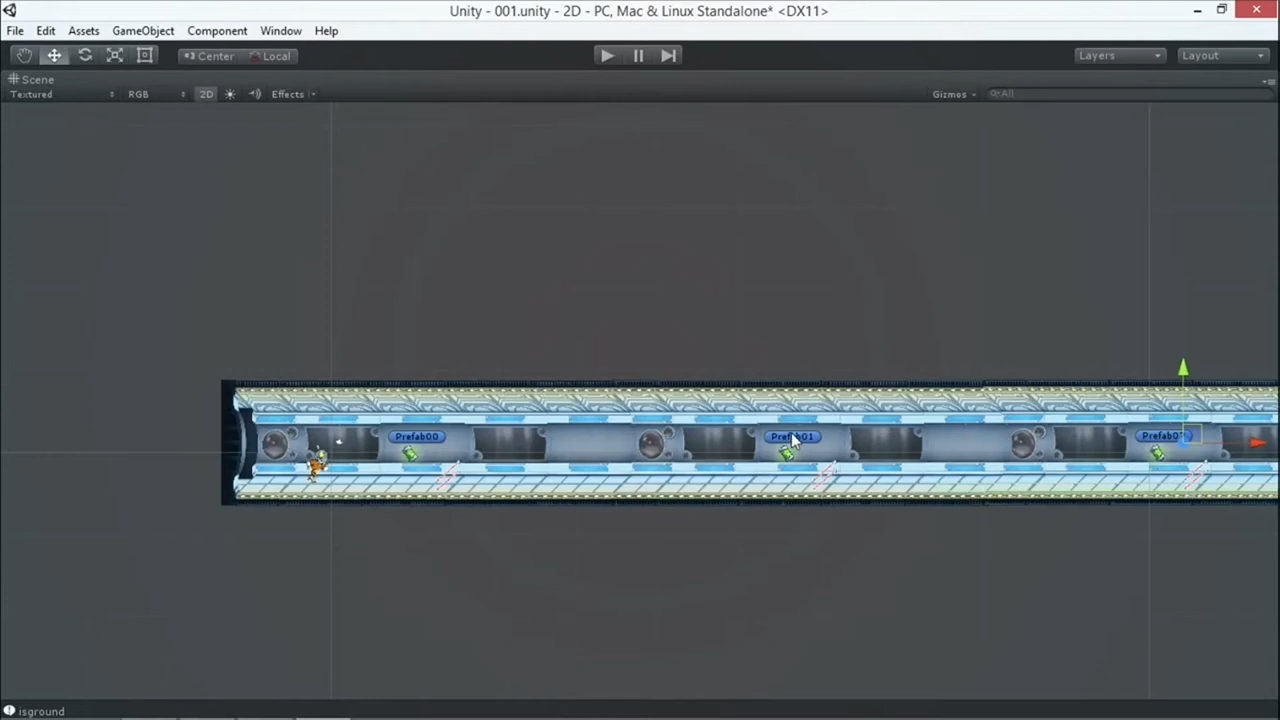 Unity - 001.unity - 2D - PC, Mac & Linux Standalone* <DX11>
File Edit Assets GameObject Component Window Help
Center Local Layers Layout
Scene
Textured RGB 2D Effects Gizmos All
Prefab00 Prefab01
isground